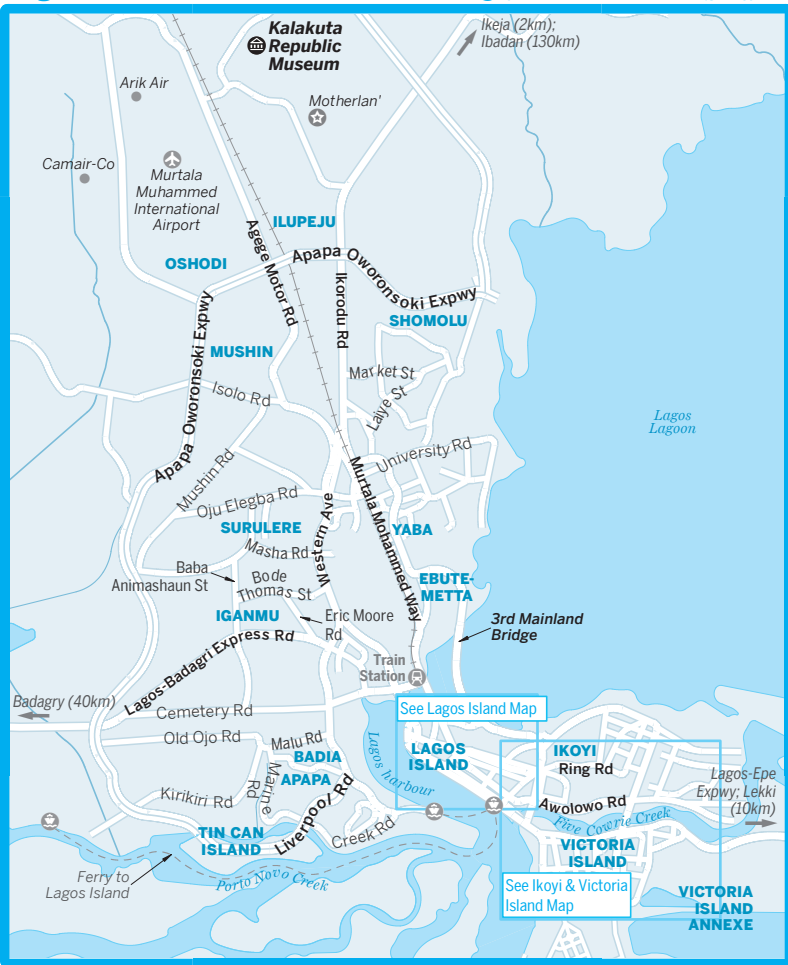 Kalakuta
Republic
Museum
Ikeja (2km);
Ibadan (130km)
Arik Air
Motherlan'
Camair-Co
Murtala
Muhammed
International
Airport
ILUPEJU
OSHODI
Agege Motor Rd
Apapa Oworonsoki Expwy
Ikorodu Rd
SHOMOLU
Apapa Oworonsoki Expwy
MUSHIN
Market St
Isolo Rd
Laiye St
Lagos
Lagoon
University Rd
Mushin Rd
Oju Elegba Rd
Murtala Mohammed Way
Western Ave
SURULERE
YABA
Masha Rd
Baba
Animashaun St
Bode
Thomas St
EBUTE-
METTA
IGANMU
Eric Moore
Rd
3rd Mainland
Bridge
Lagos-Badagri Express Rd
Train
Station
Badagry (40km)
Cemetery Rd
See Lagos Island Map
Old Ojo Rd
Malu Rd
BADIA
Lagos harbour
LAGOS
ISLAND
IKOYI
Ring Rd
APAPA
Marine
Rd
Lagos-Epe
Expwy; Lekki
(10km)
Kirikiri Rd
Liverpool Rd
Awolowo Rd
Five Cowrie Creek
TIN CAN
ISLAND
Creek Rd
VICTORIA
ISLAND
Ferry to
Lagos Island
Porto Novo Creek
See Ikoyi & Victoria
Island Map
VICTORIA
ISLAND
ANNEXE